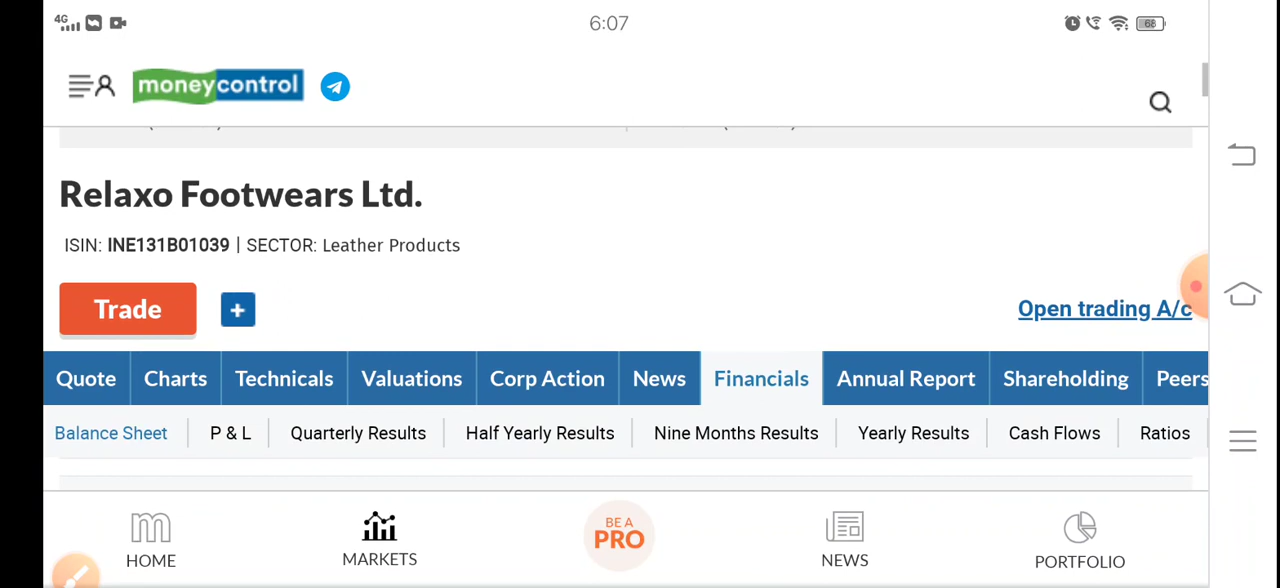 4G 6:07 68
moneycontrol
Relaxo Footwears Ltd.
ISIN: INE131B01039 | SECTOR: Leather Products
Trade + Open trading A/c
Quote Charts Technicals Valuations Corp Action News Financials Annual Report Shareholding Peers
Balance Sheet P & L Quarterly Results Half Yearly Results Nine Months Results Yearly Results Cash Flows Ratios
BE A
PRO
HOME MARKETS NEWS PORTFOLIO